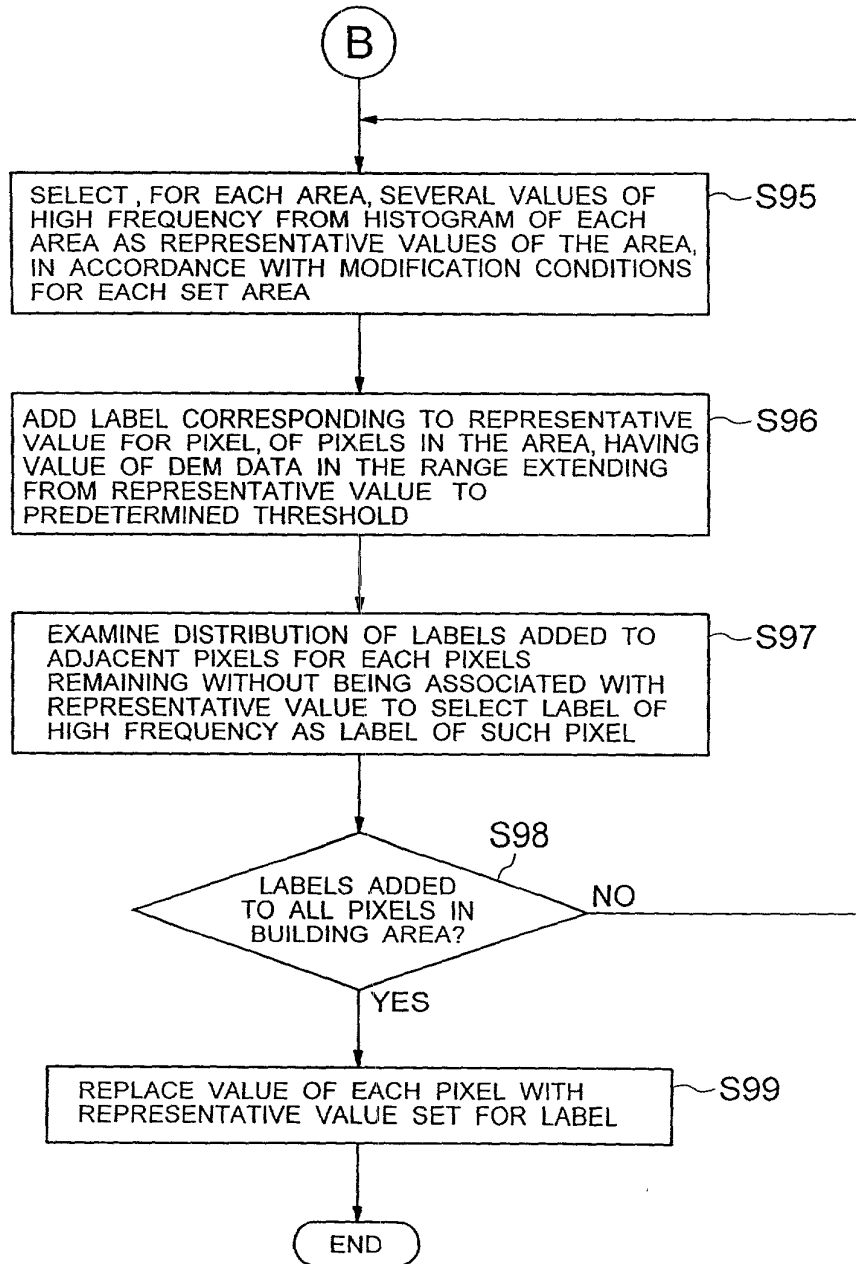 B
SELECT, FOR EACH AREA, SEVERAL VALUES OF
HIGH FREQUENCY FROM HISTOGRAM OF EACH
AREA AS REPRESENTATIVE VALUES OF THE AREA,
IN ACCORDANCE WITH MODIFICATION CONDITIONS
FOR EACH SET AREA
S95
ADD LABEL CORRESPONDING TO REPRESENTATIVE
VALUE FOR PIXEL, OF PIXELS IN THE AREA, HAVING
VALUE OF DEM DATA IN THE RANGE EXTENDING
FROM REPRESENTATIVE VALUE TO
PREDETERMINED THRESHOLD
S96
EXAMINE DISTRIBUTION OF LABELS ADDED TO
ADJACENT PIXELS FOR EACH PIXELS
REMAINING WITHOUT BEING ASSOCIATED WITH
REPRESENTATIVE VALUE TO SELECT LABEL OF
HIGH FREQUENCY AS LABEL OF SUCH PIXEL
S97
S98
LABELS ADDED
TO ALL PIXELS IN
BUILDING AREA?
NO
YES
REPLACE VALUE OF EACH PIXEL WITH
REPRESENTATIVE VALUE SET FOR LABEL
S99
END